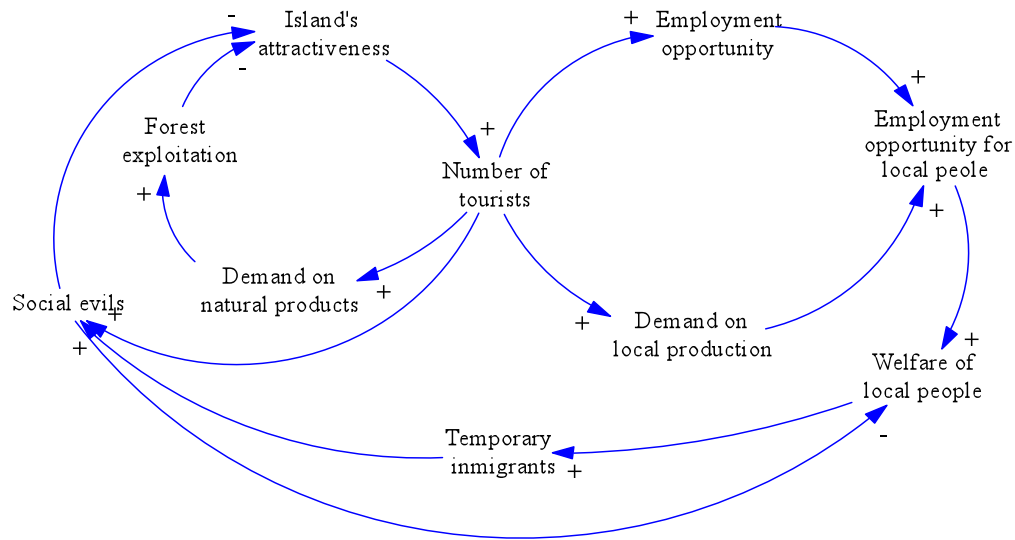 -
Island's
attractiveness
-
+
Employment
opportunity
+
Employment
opportunity for
local peole
Forest
exploitation
+
+
Number of
tourists
+
Demand on
natural products
+
Social evils
+
+
Demand on
local production
+
+
Welfare of
local people
-
Temporary
inmigrants
+